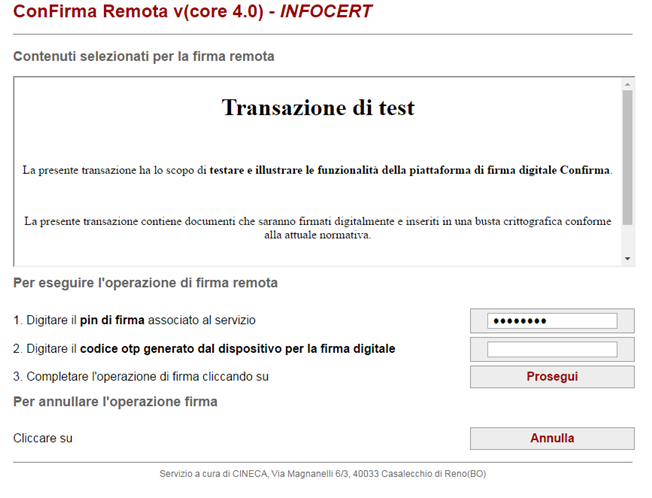 ConFirma Remota v(core 4.0) - INFOCERT
Contenuti selezionati per la firma remota
Transazione di test
La presente transazione ha lo scopo di testare e illustrare le funzionalità della piattaforma di firma digitale Confirma.
La presente transazione contiene documenti che saranno firmati digitalmente e inseriti in una busta crittografica conforme
alla attuale normativa.
Per eseguire l'operazione di firma remota
1. Digitare il pin di firma associato al servizio ••••••••
2. Digitare il codice otp generato dal dispositivo per la firma digitale
3. Completare l'operazione di firma cliccando su Prosegui
Per annullare l'operazione firma
Cliccare su Annulla
Servizio a cura di CINECA, Via Magnanelli 6/3, 40033 Casalecchio di Reno(BO)